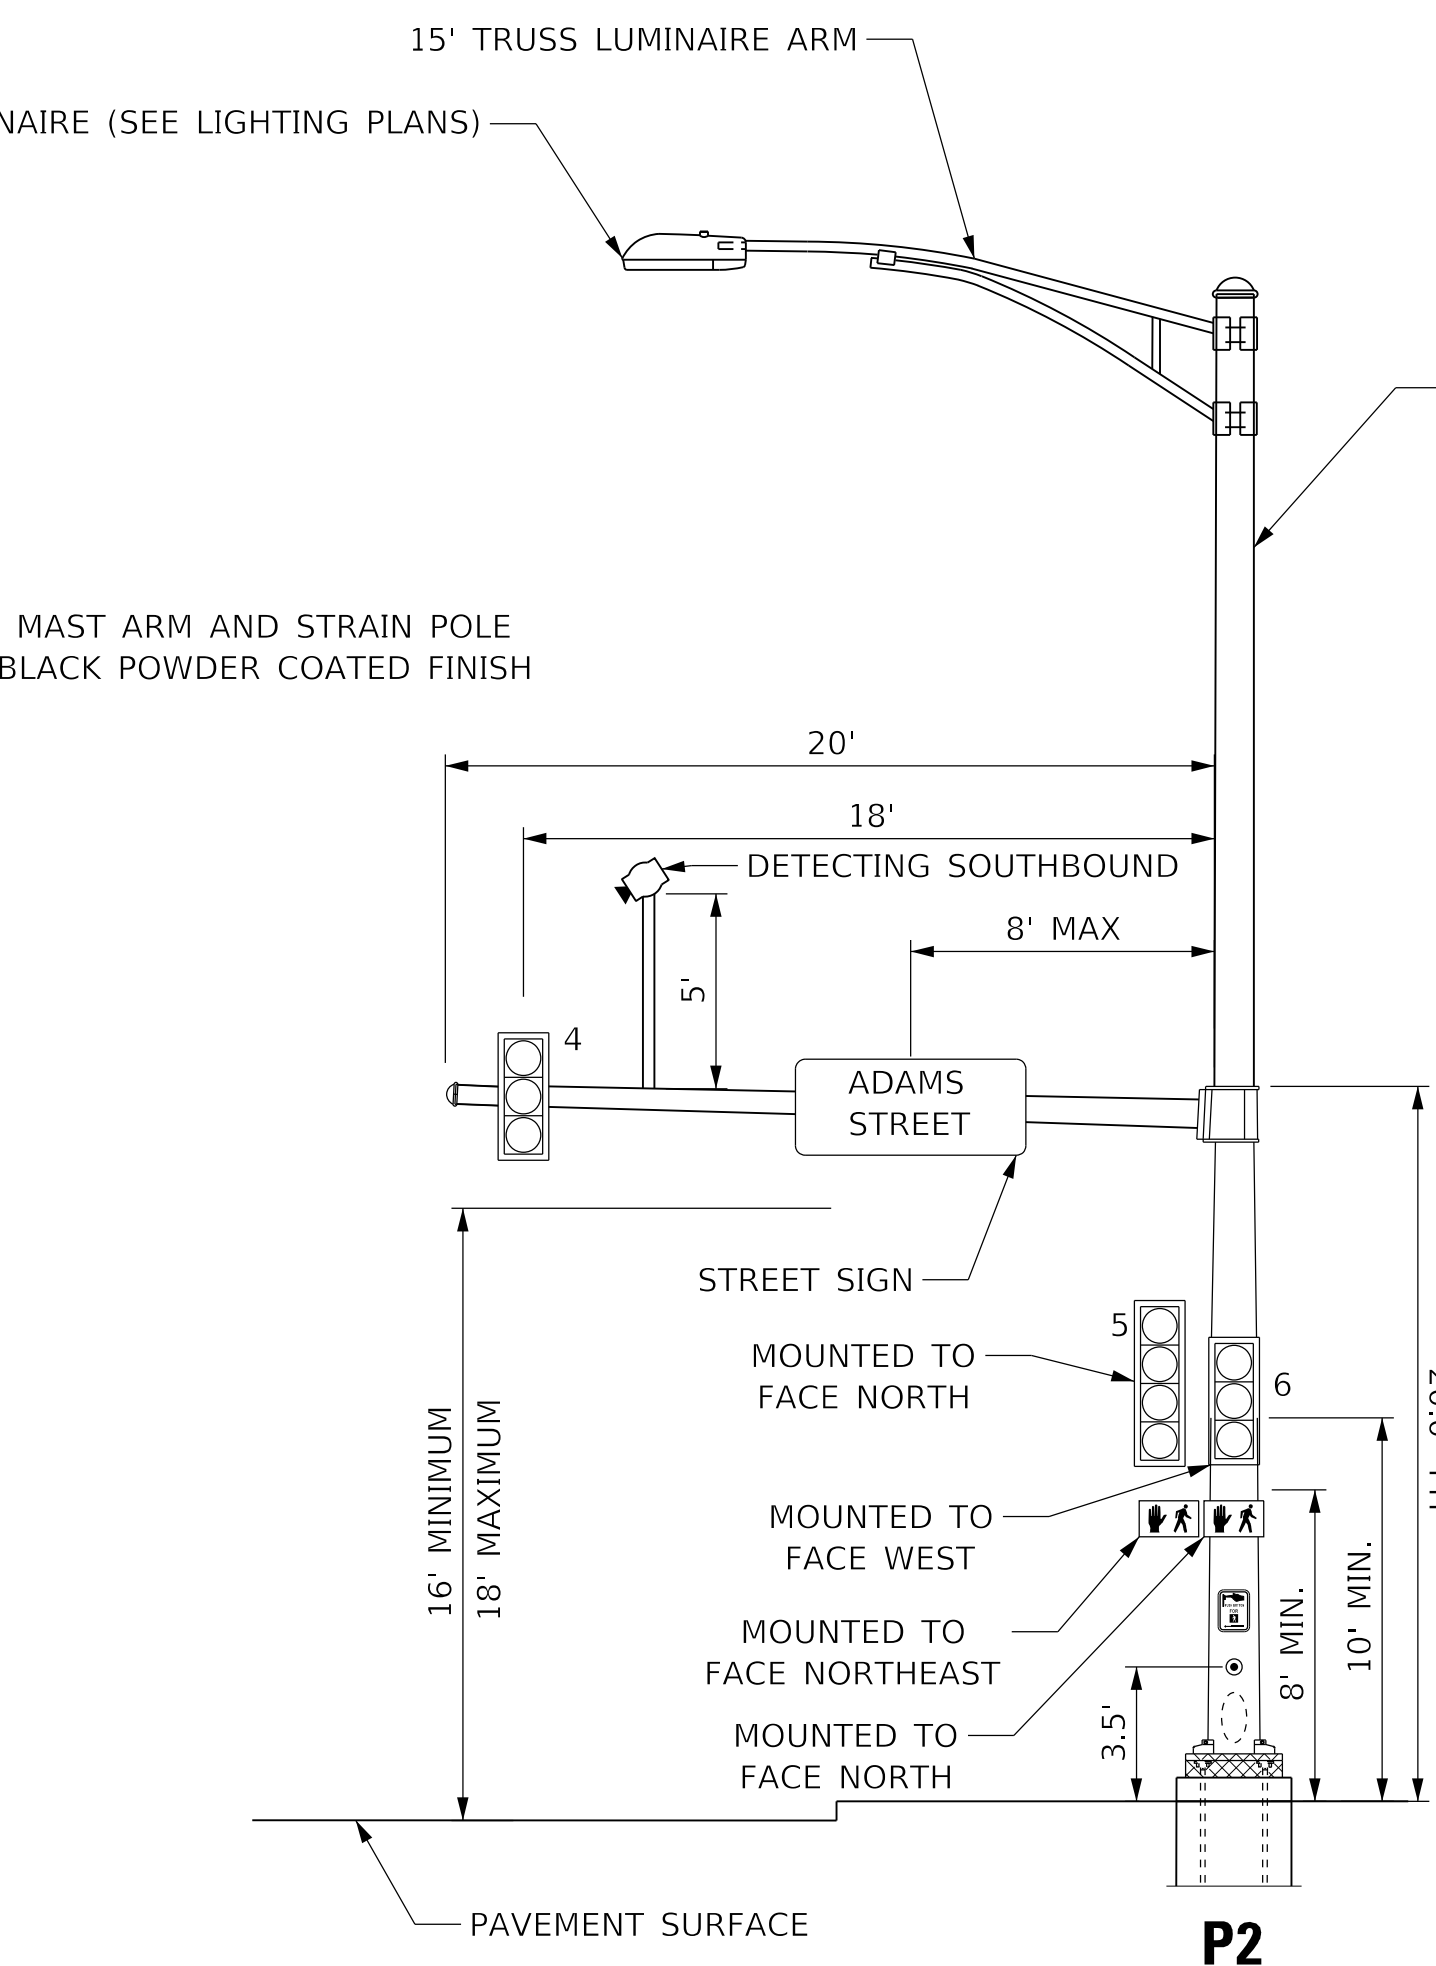 15' TRUSS LUMINAIRE ARM
(SEE LIGHTING PLANS)
MAST ARM AND STRAIN POLE
BLACK POWDER COATED FINISH
20'
18'
DETECTING SOUTHBOUND
8' MAX
5'
4
ADAMS
STREET
STREET SIGN
5
MOUNTED TO
FACE NORTH
6
16' MINIMUM
18' MAXIMUM
MOUNTED TO
FACE WEST
MOUNTED TO
FACE NORTHEAST
MOUNTED TO
FACE NORTH
3.5'
8' MIN.
10' MIN.
PAVEMENT SURFACE
P2